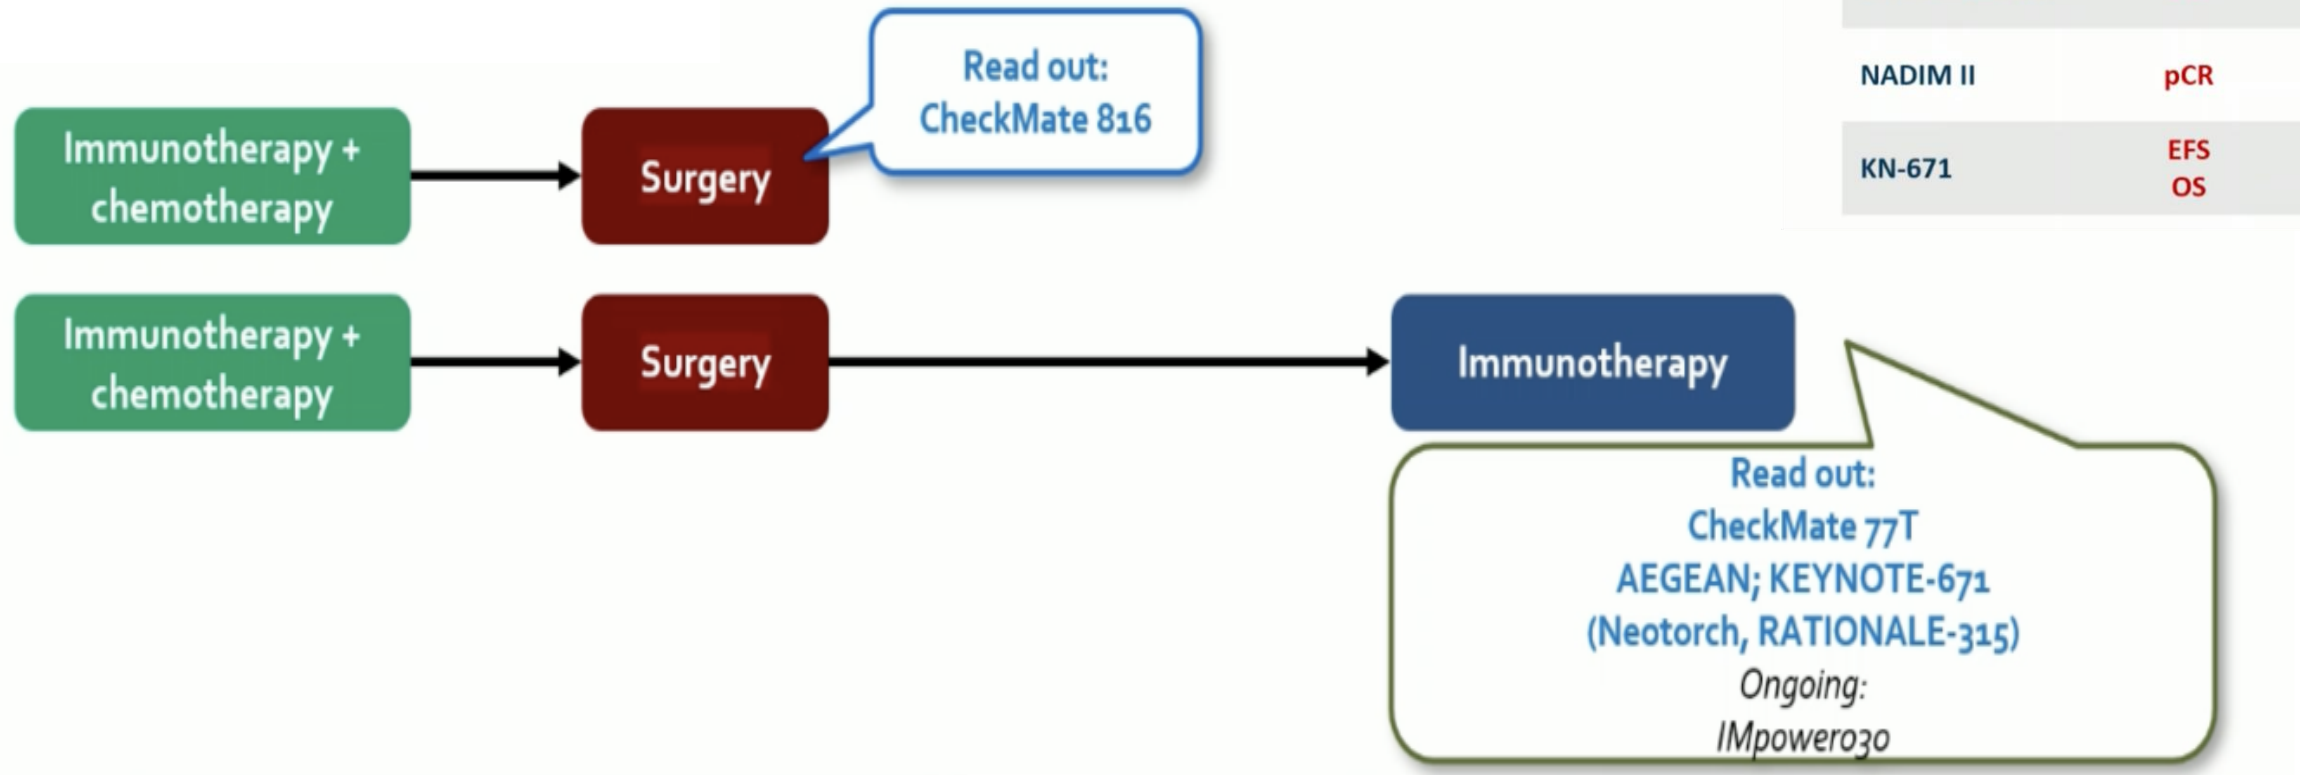 Read out:
CheckMate 816
Immunotherapy +
chemotherapy
Surgery
NADIM II pCR
KN-671 EFS
OS
Immunotherapy +
chemotherapy
Surgery
Immunotherapy
Read out:
CheckMate 77T
AEGEAN; KEYNOTE-671
(Neotorch, RATIONALE-315)
Ongoing:
IMpower030